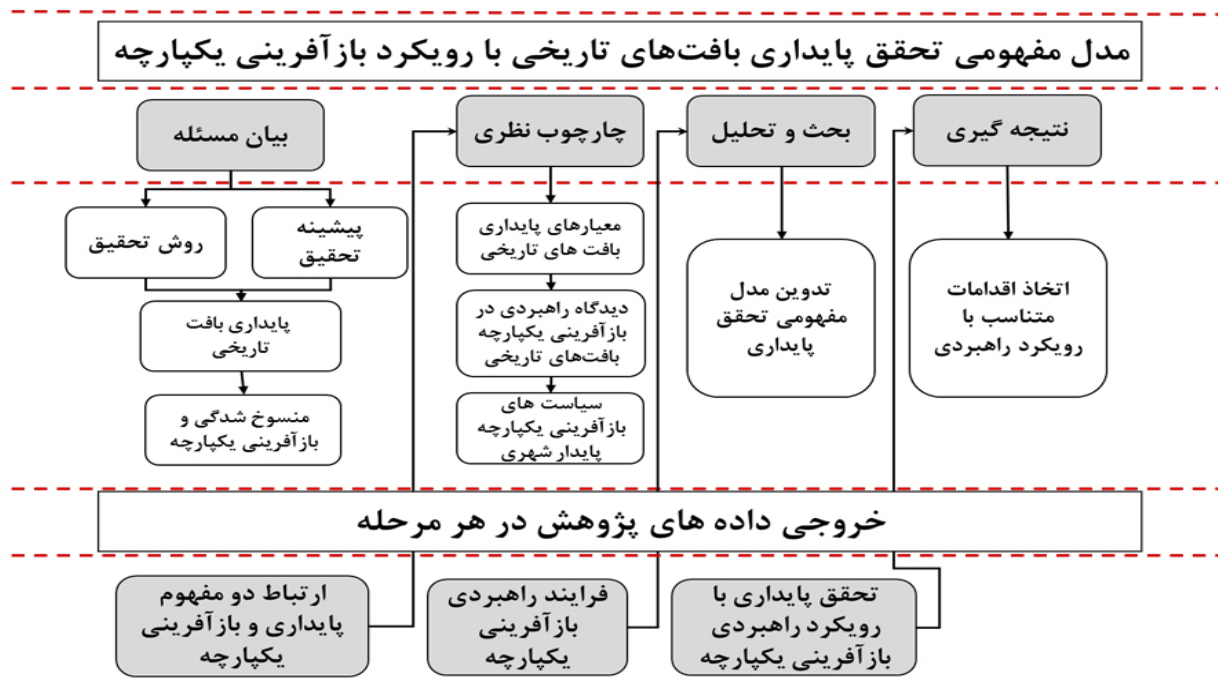 مدل مفهومی تحقق پایداری بافت‌های تاریخی با رویکرد بازآفرینی یکپارچه
بیان مسئله
چارچوب نظری
بحث و تحلیل
نتیجه گیری
روش تحقیق
پیشینه
تحقیق
پایداری بافت
تاریخی
منسوخ شدگی و
بازآفرینی یکپارچه
معیارهای پایداری
بافت های تاریخی
دیدگاه راهبردی در
بازآفرینی یکپارچه
بافت‌های تاریخی
سیاست های
بازآفرینی یکپارچه
پایدار شهری
تدوین مدل
مفهومی تحقق
پایداری
اتخاذ اقدامات
متناسب با
رویکرد راهبردی
خروجی داده های پژوهش در هر مرحله
ارتباط دو مفهوم
پایداری و بازآفرینی
یکپارچه
فرایند راهبردی
بازآفرینی
یکپارچه
تحقق پایداری با
رویکرد راهبردی
بازآفرینی یکپارچه